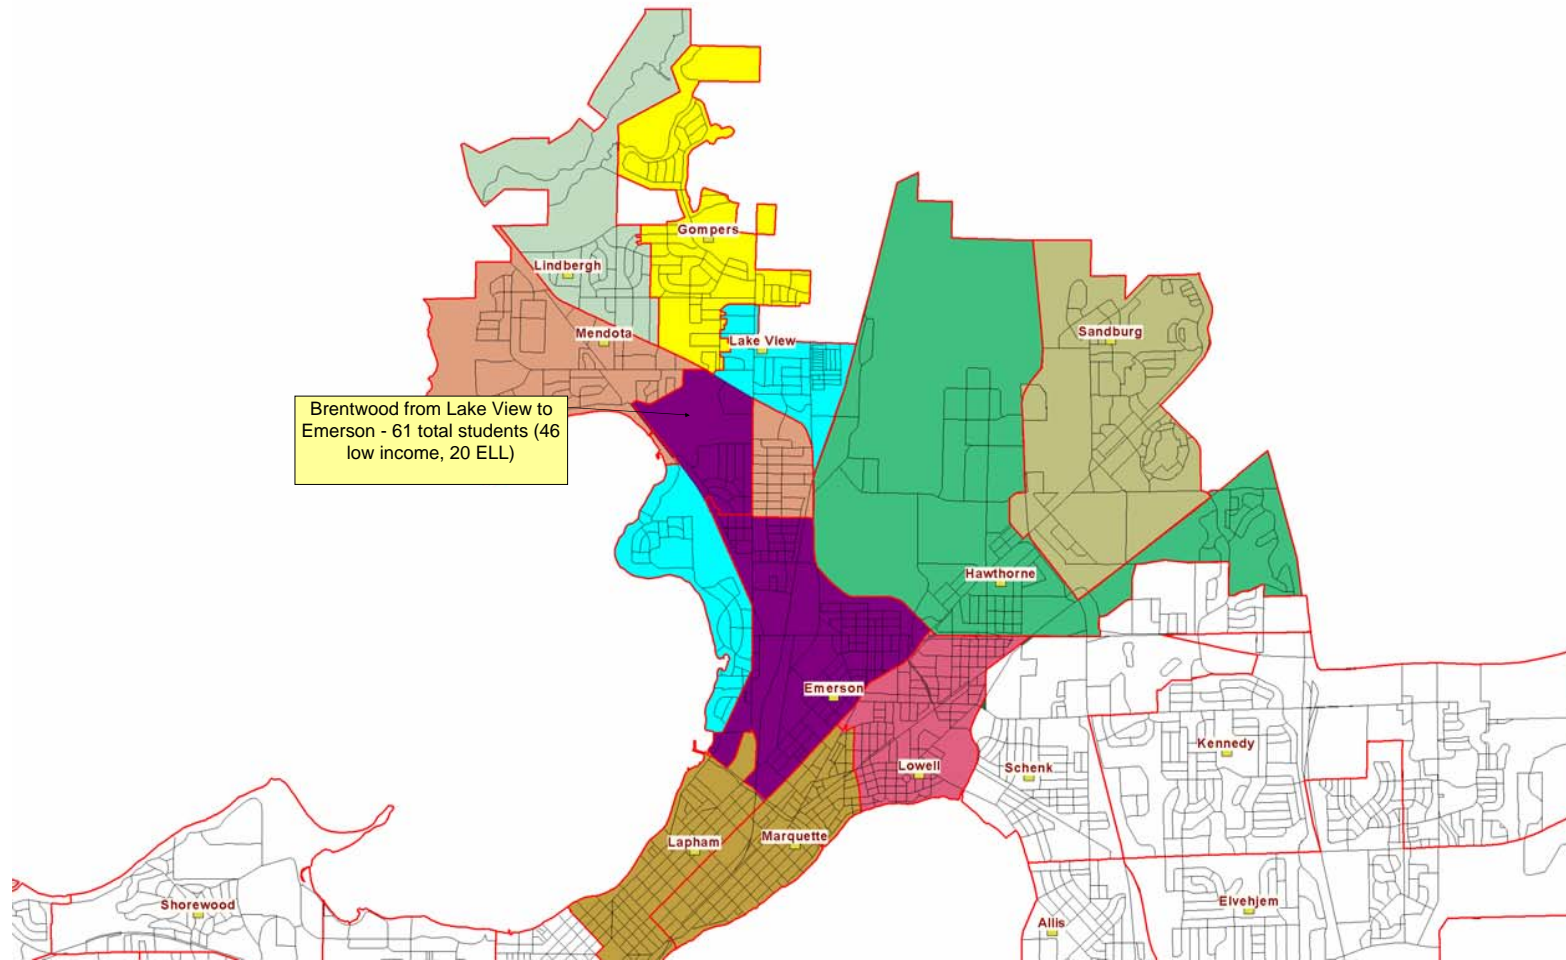 Gompers
Lindbergh
Mendota
Lake View
Sandburg
Brentwood from Lake View to
Emerson - 61 total students (46
low income, 20 ELL)
Hawthorne
Emerson
Kennedy
Lowell
Schenk
Lapham
Marquette
Shorewood
Elvehjem
Allis